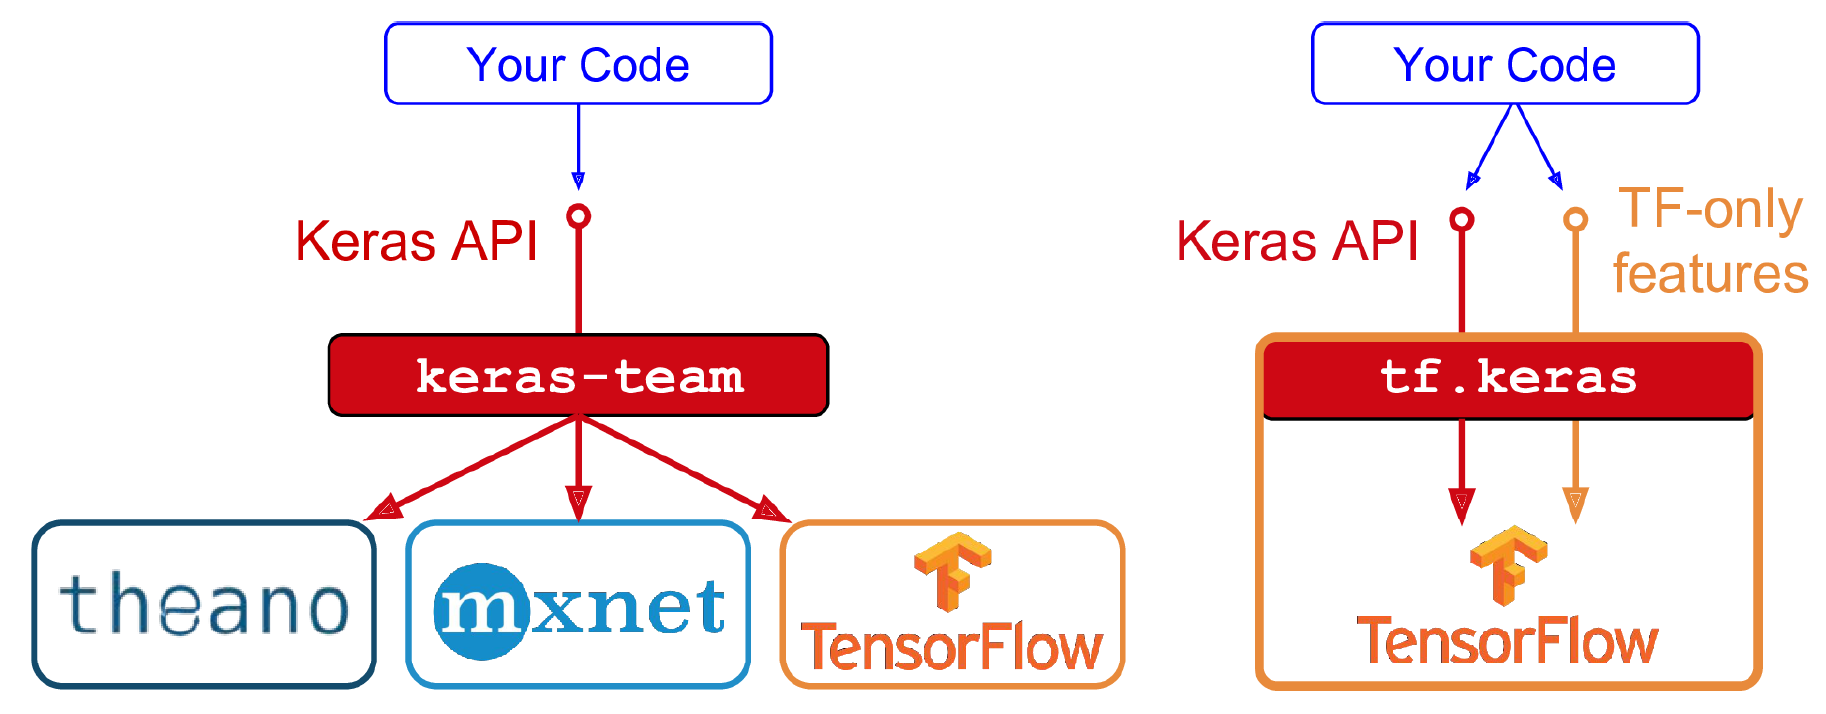 Your Code
Keras API
keras-team
theano
mxnet
TensorFlow
Your Code
Keras API
TF-only
features
tf.keras
TensorFlow